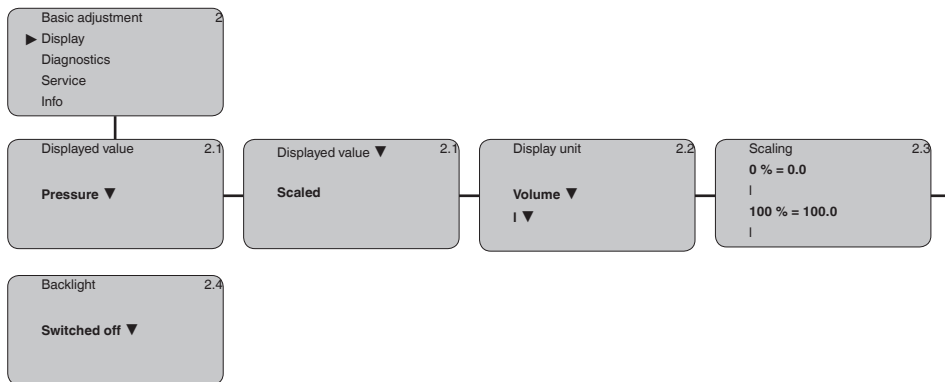 Basic adjustment 2
▶ Display
Diagnostics
Service
Info
Displayed value 2.1
Pressure ▼
Displayed value ▼ 2.1
Scaled
Display unit 2.2
Volume ▼
l ▼
Scaling 2.3
0 % = 0.0
l
100 % = 100.0
l
Backlight 2.4
Switched off ▼